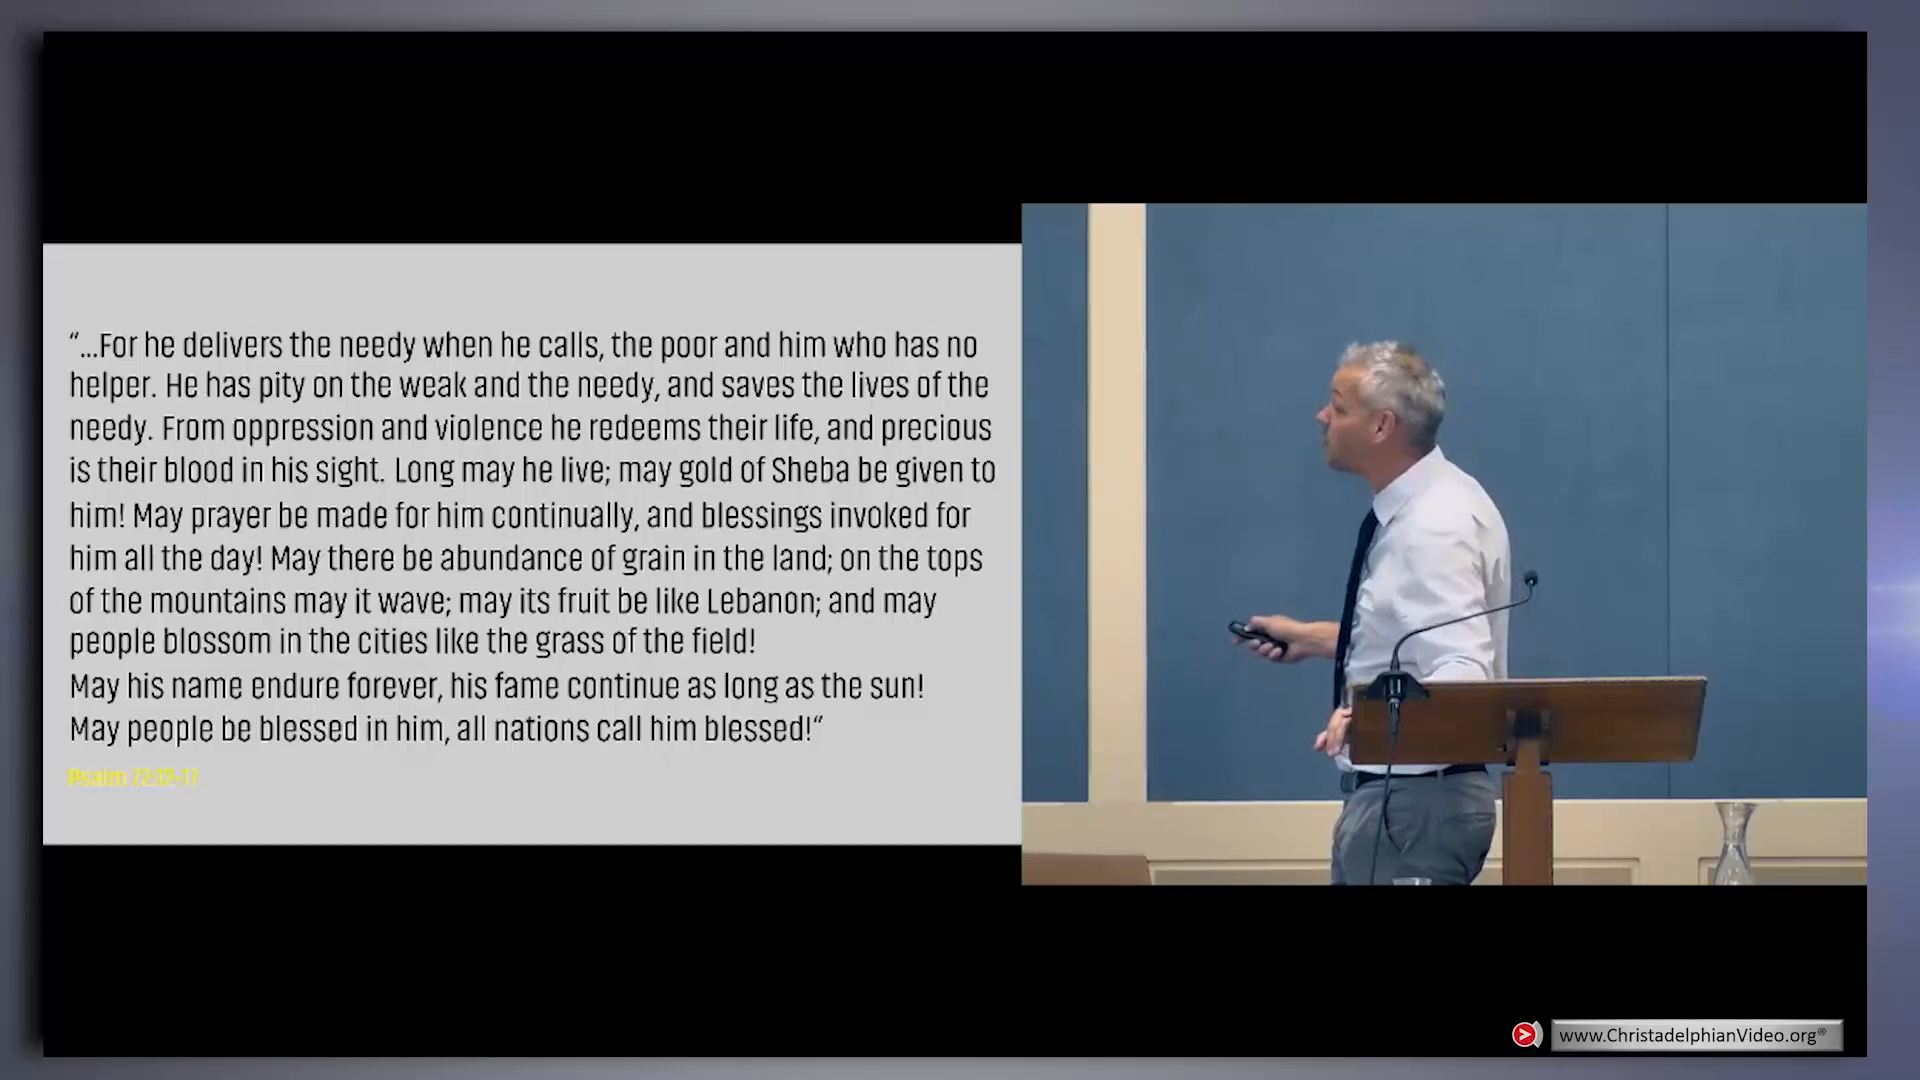 “...For he delivers the needy when he calls, the poor and him who has no
helper. He has pity on the weak and the needy, and saves the lives of the
needy. From oppression and violence he redeems their life, and precious
is their blood in his sight. Long may he live; may gold of Sheba be given to
him! May prayer be made for him continually, and blessings invoked for
him all the day! May there be abundance of grain in the land; on the tops
of the mountains may it wave; may its fruit be like Lebanon; and may
people blossom in the cities like the grass of the field!
May his name endure forever, his fame continue as long as the sun!
May people be blessed in him, all nations call him blessed!“
Psalm 72:12-17
www.ChristadelphianVideo.org®